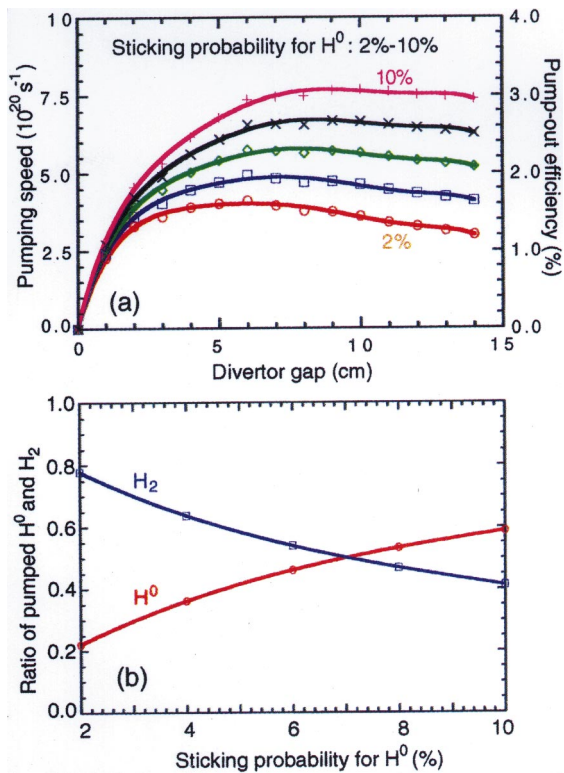 Sticking probability for H⁰ : 2%-10%
10%
2%
(a)
10
7.5
5.0
2.5
0.0
Pumping speed (10²⁰ s⁻¹)
4.0
3.0
2.0
1.0
0.0
Pump-out efficiency (%)
0 5 10 15
Divertor gap (cm)
1.0
0.8
0.6
0.4
0.2
0.0
Ratio of pumped H⁰ and H₂
H₂
H⁰
(b)
2 4 6 8 10
Sticking probability for H⁰ (%)